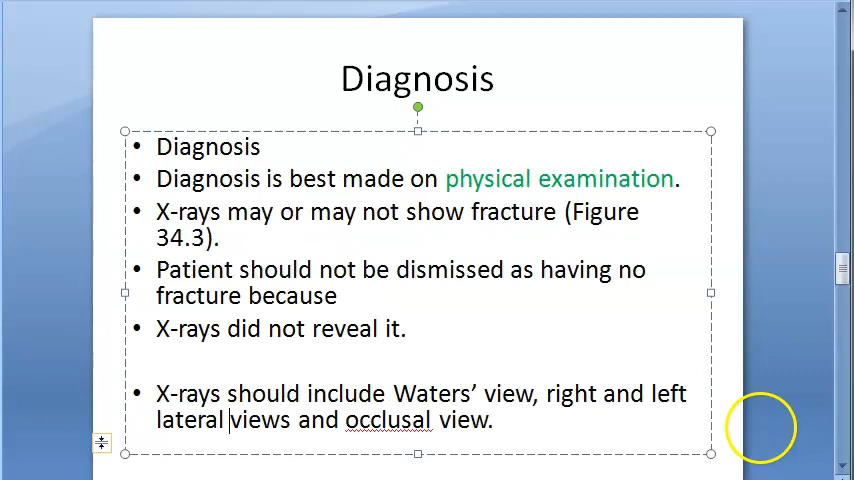 Diagnosis
• Diagnosis
• Diagnosis is best made on physical examination.
• X-rays may or may not show fracture (Figure
34.3).
• Patient should not be dismissed as having no
fracture because
• X-rays did not reveal it.
• X-rays should include Waters’ view, right and left
lateral views and occlusal view.